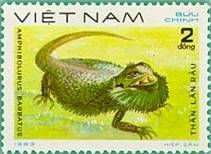 VIỆT NAM
BƯU CHÍNH
2
đồng
AMPHIBOLURUS BARBATUS
THẰN LẰN RÂU
1983